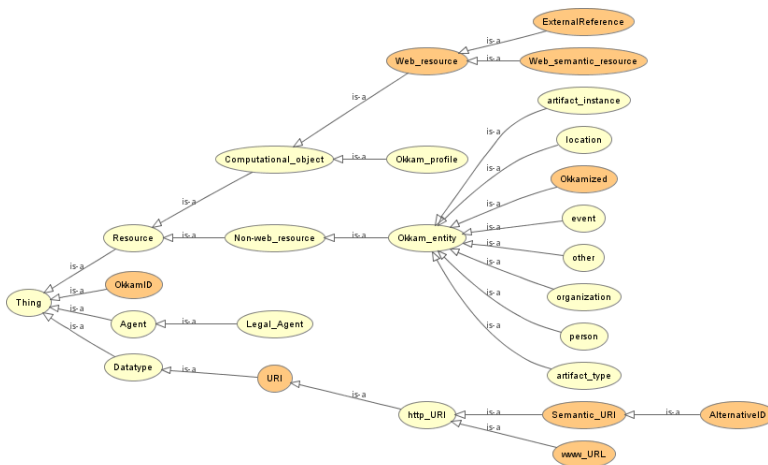 ExternalReference
is-a
Web_resource
is-a
Web_semantic_resource
is-a
artifact_instance
is-a
location
is-a
Computational_object
is-a
Okkam_profile
is-a
Okkamized
is-a
is-a
event
is-a
Resource
is-a
Non-web_resource
is-a
Okkam_entity
is-a
other
is-a
OkkamID
is-a
is-a
organization
Thing
is-a
Agent
is-a
Legal_Agent
is-a
person
is-a
Datatype
is-a
URI
is-a
artifact_type
is-a
http_URI
is-a
Semantic_URI
is-a
AlternativeID
is-a
www_URL